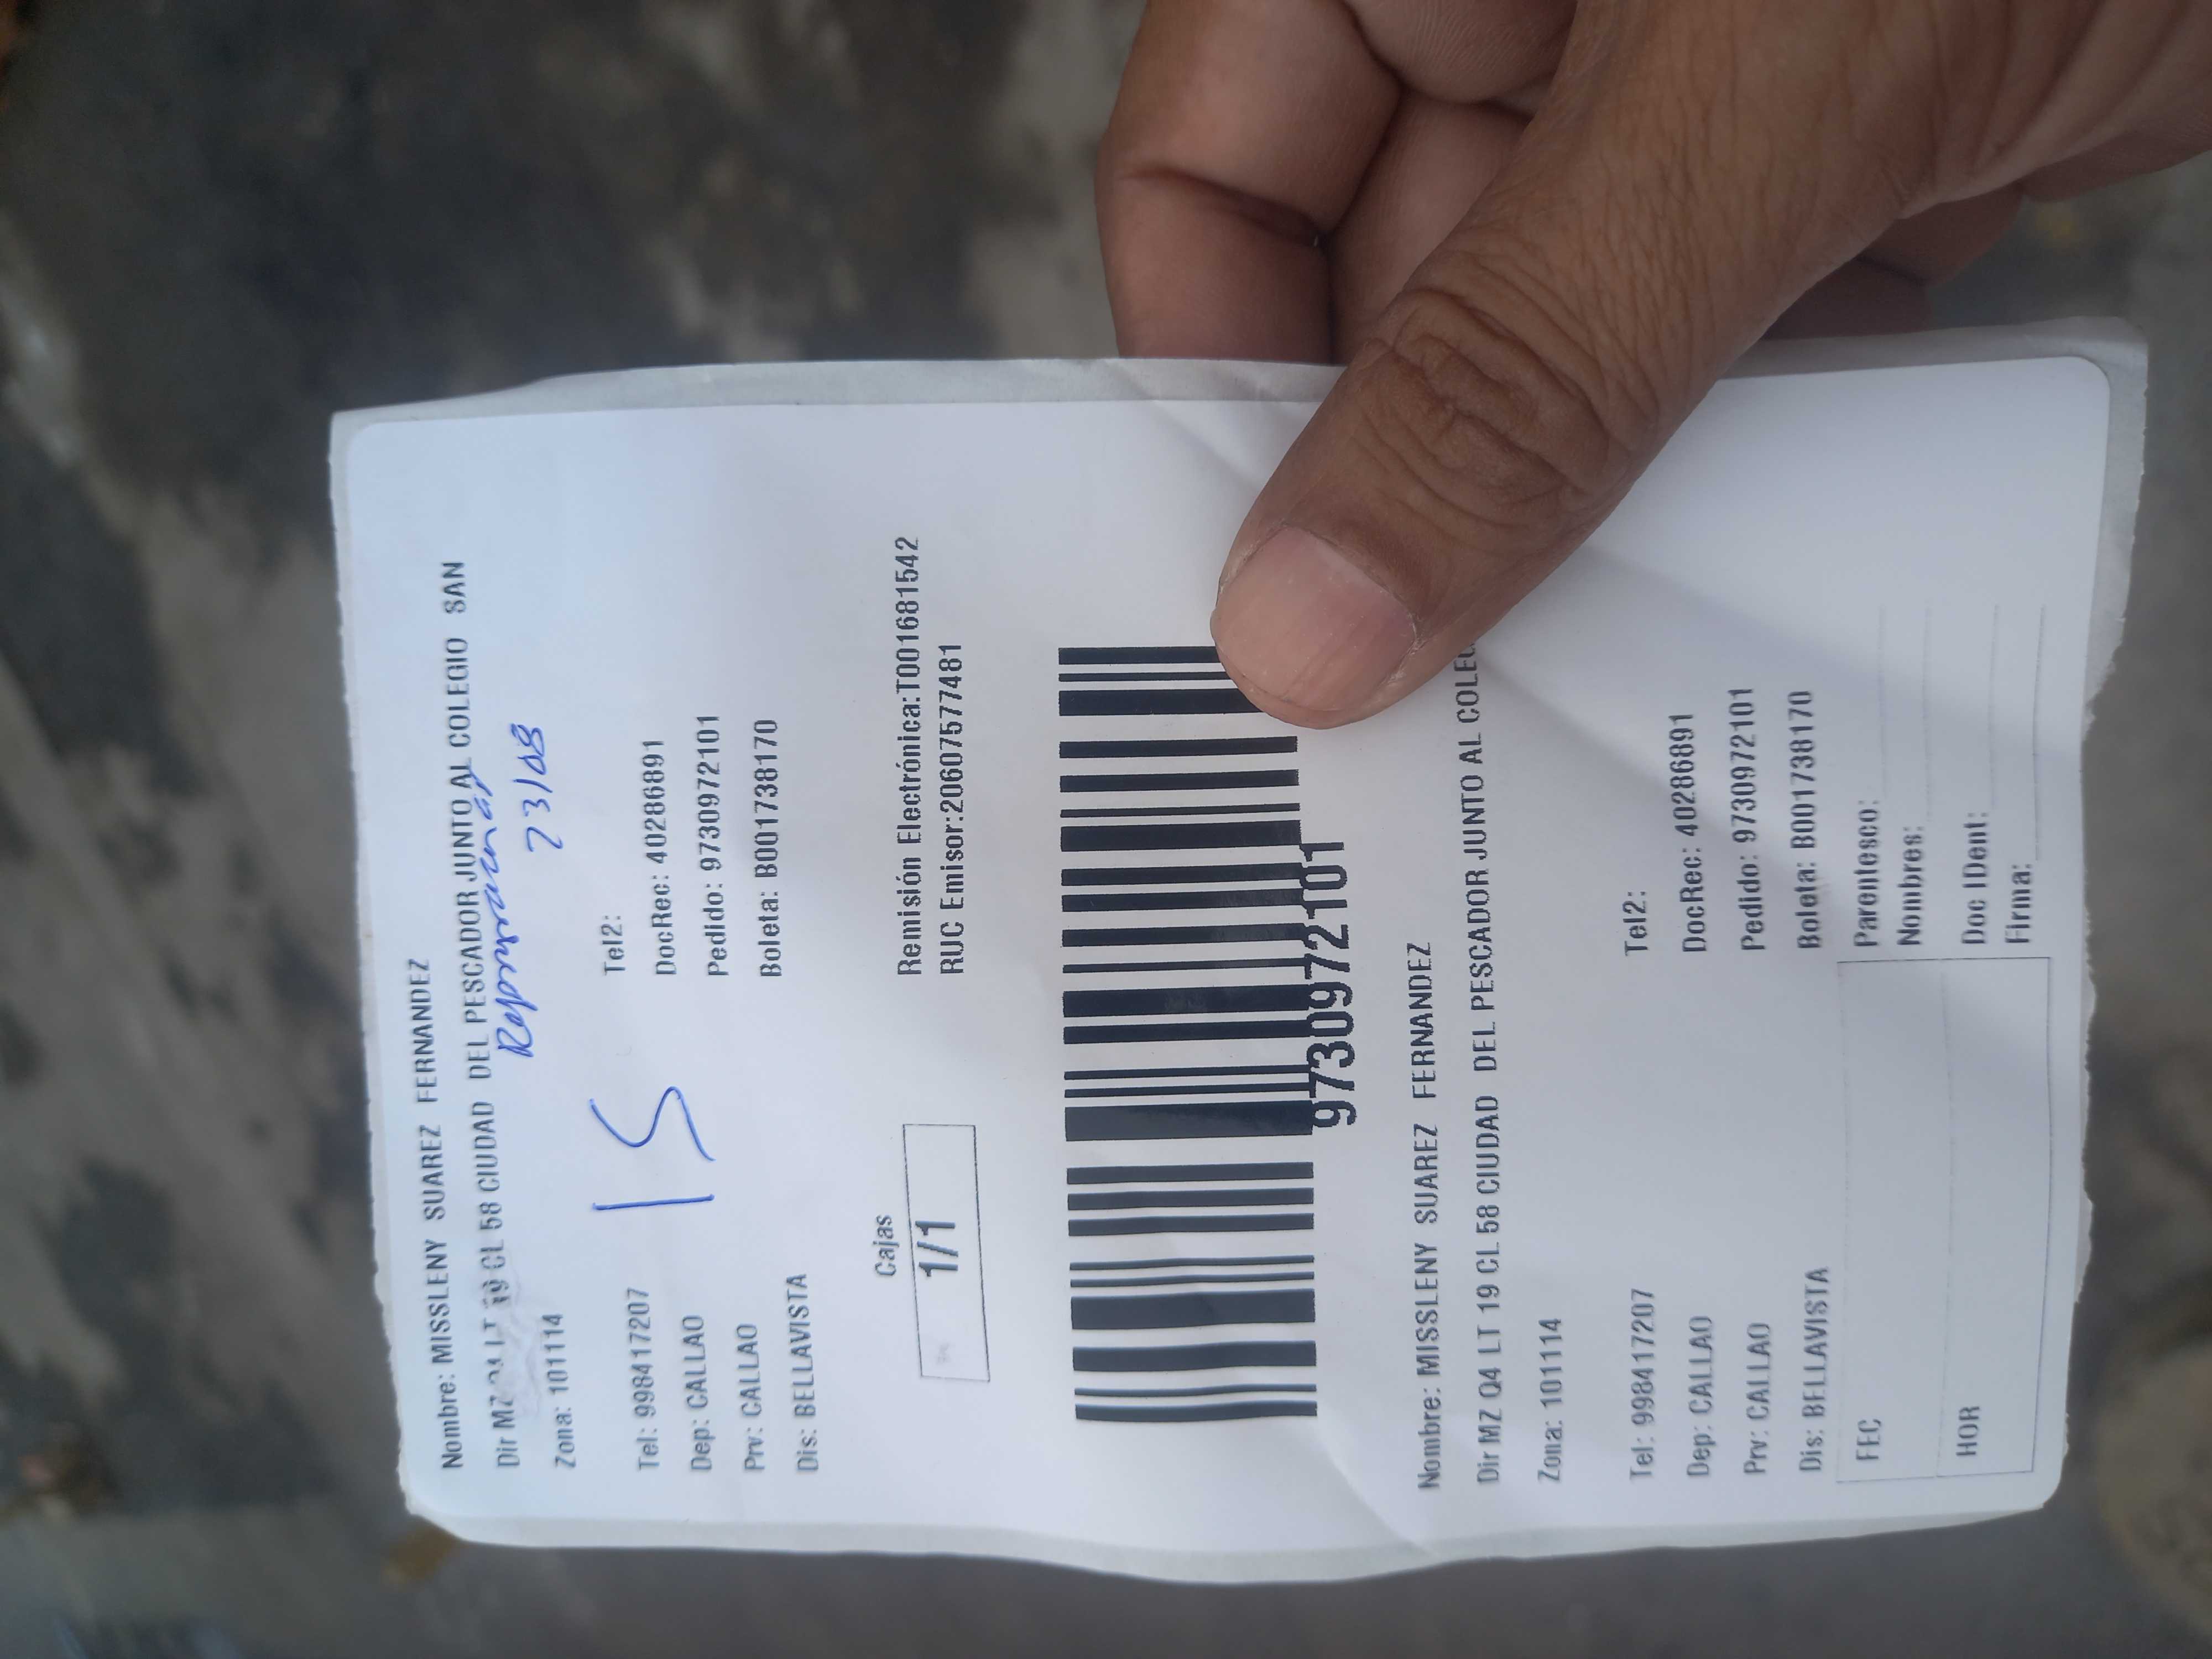 Nombre: MISSLENY SUAREZ FERNANDEZ
Dir MZ LT 19 CL 58 CIUDAD DEL PESCADOR JUNTO AL COLEGIO SAN
Reprogramar
Zona: 101114
23/08
15
Tel: 998417207 Tel2:
Dep: CALLAO DocRec: 40286891
Prv: CALLAO Pedido: 9730972101
Dis: BELLAVISTA Boleta: B001738170
Cajas
1/1
Remisión Electrónica:T001681542
RUC Emisor:20607577481
9730972101
Nombre: MISSLENY SUAREZ FERNANDEZ
Dir MZ Q4 LT 19 CL 58 CIUDAD DEL PESCADOR JUNTO AL COLE
Zona: 101114
Tel: 998417207 Tel2:
Dep: CALLAO DocRec: 40286891
Prv: CALLAO Pedido: 9730972101
Dis: BELLAVISTA Boleta: B001738170
FEC Parentesco:
Nombres:
HOR Doc IDent:
Firma: